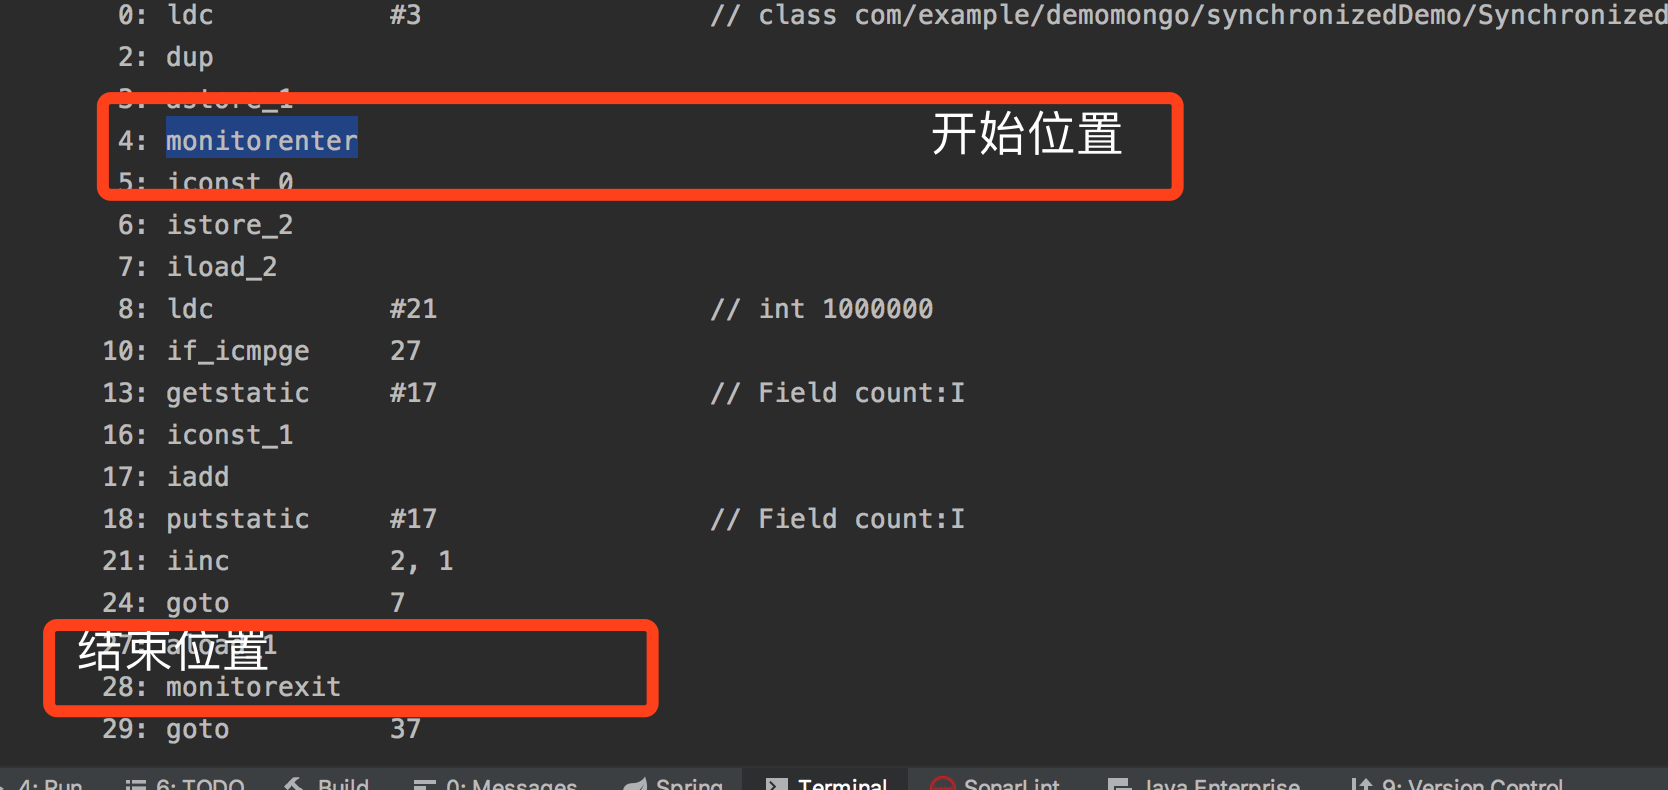 0: ldc #3 // class com/example/demomongo/synchronizedDemo/Synchronized
2: dup
3: astore_1
4: monitorenter 开始位置
5: iconst_0
6: istore_2
7: iload_2
8: ldc #21 // int 1000000
10: if_icmpge 27
13: getstatic #17 // Field count:I
16: iconst_1
17: iadd
18: putstatic #17 // Field count:I
21: iinc 2, 1
24: goto 7
结束位置
27: aload_1
28: monitorexit
29: goto 37
4: Run 6: TODO Build 0: Messages Spring Terminal SonarLint Java Enterprise 9: Version Control